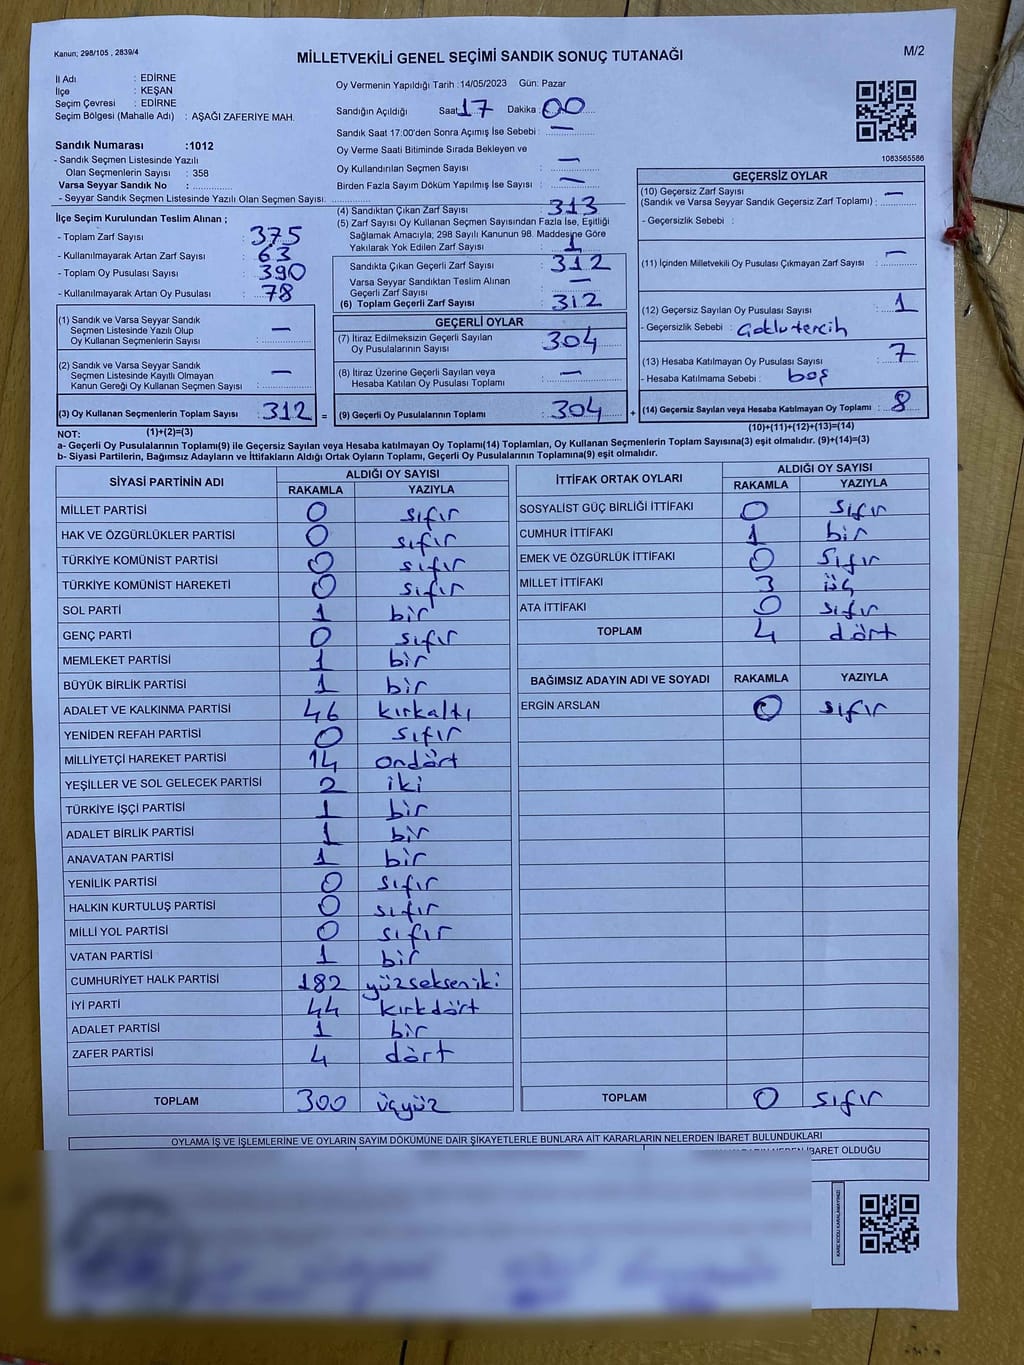 Kanun; 298/105 , 2839/4
MİLLETVEKİLİ GENEL SEÇİMİ SANDIK SONUÇ TUTANAĞI
M/2
İl Adı : EDİRNE
İlçe : KEŞAN
Seçim Çevresi : EDİRNE
Seçim Bölgesi (Mahalle Adı) : AŞAĞI ZAFERİYE MAH.
Sandık Numarası :1012
- Sandık Seçmen Listesinde Yazılı
Olan Seçmenlerin Sayısı : 358
Varsa Seyyar Sandık No : ..............
- Seyyar Sandık Seçmen Listesinde Yazılı Olan Seçmen Sayısı. ..............
Oy Vermenin Yapıldığı Tarih :14/05/2023 Gün: Pazar
Sandığın Açıldığı Saat 17 Dakika : 00
Sandık Saat 17:00'den Sonra Açımış İse Sebebi : —
Oy Verme Saati Bitiminde Sırada Bekleyen ve
Oy Kullandırılan Seçmen Sayısı : —
Birden Fazla Sayım Döküm Yapılmış İse Sayısı : —
1083565586
İlçe Seçim Kurulundan Teslim Alınan ;
- Toplam Zarf Sayısı : 375
- Kullanılmayarak Artan Zarf Sayısı : 63
- Toplam Oy Pusulası Sayısı : 390
- Kullanılmayarak Artan Oy Pusulası : 78
(1) Sandık ve Varsa Seyyar Sandık
Seçmen Listesinde Yazılı Olup
Oy Kullanan Seçmenlerin Sayısı : —
(2) Sandık ve Varsa Seyyar Sandık
Seçmen Listesinde Kayıtlı Olmayan
Kanun Gereği Oy Kullanan Seçmen Sayısı : —
(3) Oy Kullanan Seçmenlerin Toplam Sayısı : 312 =
(1)+(2)=(3)
(4) Sandıktan Çıkan Zarf Sayısı : 313
(5) Zarf Sayısı Oy Kullanan Seçmen Sayısından Fazla İse, Eşitliği
Sağlamak Amacıyla; 298 Sayılı Kanunun 98. Maddesine Göre
Yakılarak Yok Edilen Zarf Sayısı : 1
Sandıkta Çıkan Geçerli Zarf Sayısı : 312
Varsa Seyyar Sandıktan Teslim Alınan
Geçerli Zarf Sayısı : —
(6) Toplam Geçerli Zarf Sayısı : 312
GEÇERLİ OYLAR
(7) İtiraz Edilmeksizin Geçerli Sayılan
Oy Pusulalarının Sayısı : 304
(8) İtiraz Üzerine Geçerli Sayılan veya
Hesaba Katılan Oy Pusulası Toplamı : —
(9) Geçerli Oy Pusulalarının Toplamı : 304 +
GEÇERSİZ OYLAR
(10) Geçersiz Zarf Sayısı
(Sandık ve Varsa Seyyar Sandık Geçersiz Zarf Toplamı) : —
- Geçersizlik Sebebi :
(11) İçinden Milletvekili Oy Pusulası Çıkmayan Zarf Sayısı : —
(12) Geçersiz Sayılan Oy Pusulası Sayısı : 1
- Geçersizlik Sebebi : Çoklu tercih
(13) Hesaba Katılmayan Oy Pusulası Sayısı : 7
- Hesaba Katılmama Sebebi : boş
(14) Geçersiz Sayılan veya Hesaba Katılmayan Oy Toplamı : 8
(10)+(11)+(12)+(13)=(14)
NOT:
a- Geçerli Oy Pusulalarının Toplamı(9) ile Geçersiz Sayılan veya Hesaba katılmayan Oy Toplamı(14) Toplamları, Oy Kullanan Seçmenlerin Toplam Sayısına(3) eşit olmalıdır. (9)+(14)=(3)
b- Siyasi Partilerin, Bağımsız Adayların ve İttifakların Aldığı Ortak Oyların Toplamı, Geçerli Oy Pusulalarının Toplamına(9) eşit olmalıdır.
SİYASİ PARTİNİN ADI ALDIĞI OY SAYISI
RAKAMLA YAZIYLA
MİLLET PARTİSİ 0 sıfır
HAK VE ÖZGÜRLÜKLER PARTİSİ 0 sıfır
TÜRKİYE KOMÜNİST PARTİSİ 0 sıfır
TÜRKİYE KOMÜNİST HAREKETİ 0 sıfır
SOL PARTİ 1 bir
GENÇ PARTİ 0 sıfır
MEMLEKET PARTİSİ 1 bir
BÜYÜK BİRLİK PARTİSİ 1 bir
ADALET VE KALKINMA PARTİSİ 46 kırkaltı
YENİDEN REFAH PARTİSİ 0 sıfır
MİLLİYETÇİ HAREKET PARTİSİ 14 ondört
YEŞİLLER VE SOL GELECEK PARTİSİ 2 iki
TÜRKİYE İŞÇİ PARTİSİ 1 bir
ADALET BİRLİK PARTİSİ 1 bir
ANAVATAN PARTİSİ 1 bir
YENİLİK PARTİSİ 0 sıfır
HALKIN KURTULUŞ PARTİSİ 0 sıfır
MİLLİ YOL PARTİSİ 0 sıfır
VATAN PARTİSİ 1 bir
CUMHURİYET HALK PARTİSİ 182 yüzsekseniki
İYİ PARTİ 44 kırkdört
ADALET PARTİSİ 1 bir
ZAFER PARTİSİ 4 dört
TOPLAM 300 üçyüz
İTTİFAK ORTAK OYLARI ALDIĞI OY SAYISI
RAKAMLA YAZIYLA
SOSYALİST GÜÇ BİRLİĞİ İTTİFAKI 0 sıfır
CUMHUR İTTİFAKI 1 bir
EMEK VE ÖZGÜRLÜK İTTİFAKI 0 sıfır
MİLLET İTTİFAKI 3 üç
ATA İTTİFAKI 0 sıfır
TOPLAM 4 dört
BAĞIMSIZ ADAYIN ADI VE SOYADI RAKAMLA YAZIYLA
ERGİN ARSLAN 0 sıfır
TOPLAM 0 sıfır
OYLAMA İŞ VE İŞLEMLERİNE VE OYLARIN SAYIM DÖKÜMÜNE DAİR ŞİKAYETLERLE BUNLARA AİT KARARLARIN NELERDEN İBARET BULUNDUKLARI
İBARET OLDUĞU
KARE KODU KARALAMAYINIZ!